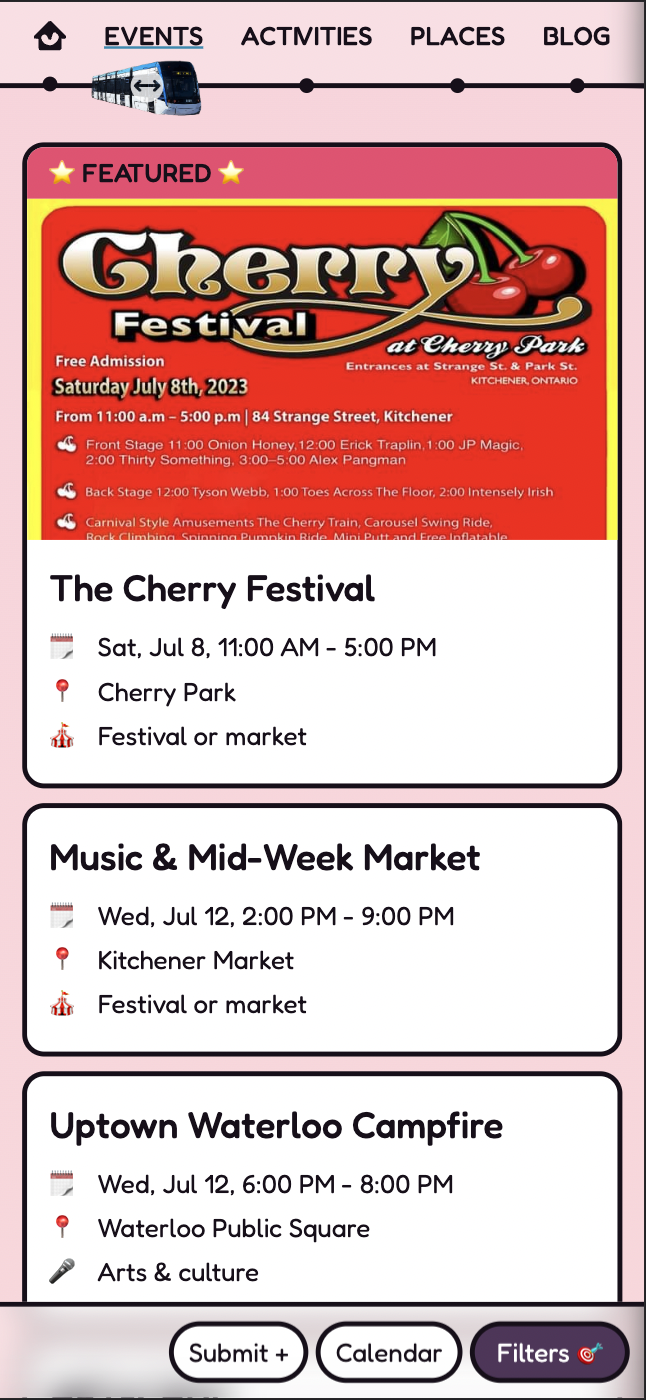 EVENTS ACTIVITIES PLACES BLOG
FEATURED
Cherry
Festival
at Cherry Park
Free Admission
Entrances at Strange St. & Park St.
Saturday July 8th, 2023
KITCHENER, ONTARIO
From 11:00 a.m – 5:00 p.m | 84 Strange Street, Kitchener
Front Stage 11:00 Onion Honey, 12:00 Erick Traplin, 1:00 JP Magic,
2:00 Thirty Something, 3:00–5:00 Alex Pangman
Back Stage 12:00 Tyson Webb, 1:00 Toes Across The Floor, 2:00 Intensely Irish
Carnival Style Amusements The Cherry Train, Carousel Swing Ride,
Rock Climbing, Spinning Pumpkin Ride, Mini Putt and Free Inflatable
The Cherry Festival
Sat, Jul 8, 11:00 AM - 5:00 PM
Cherry Park
Festival or market
Music & Mid-Week Market
Wed, Jul 12, 2:00 PM - 9:00 PM
Kitchener Market
Festival or market
Uptown Waterloo Campfire
Wed, Jul 12, 6:00 PM - 8:00 PM
Waterloo Public Square
Arts & culture
Submit + Calendar Filters